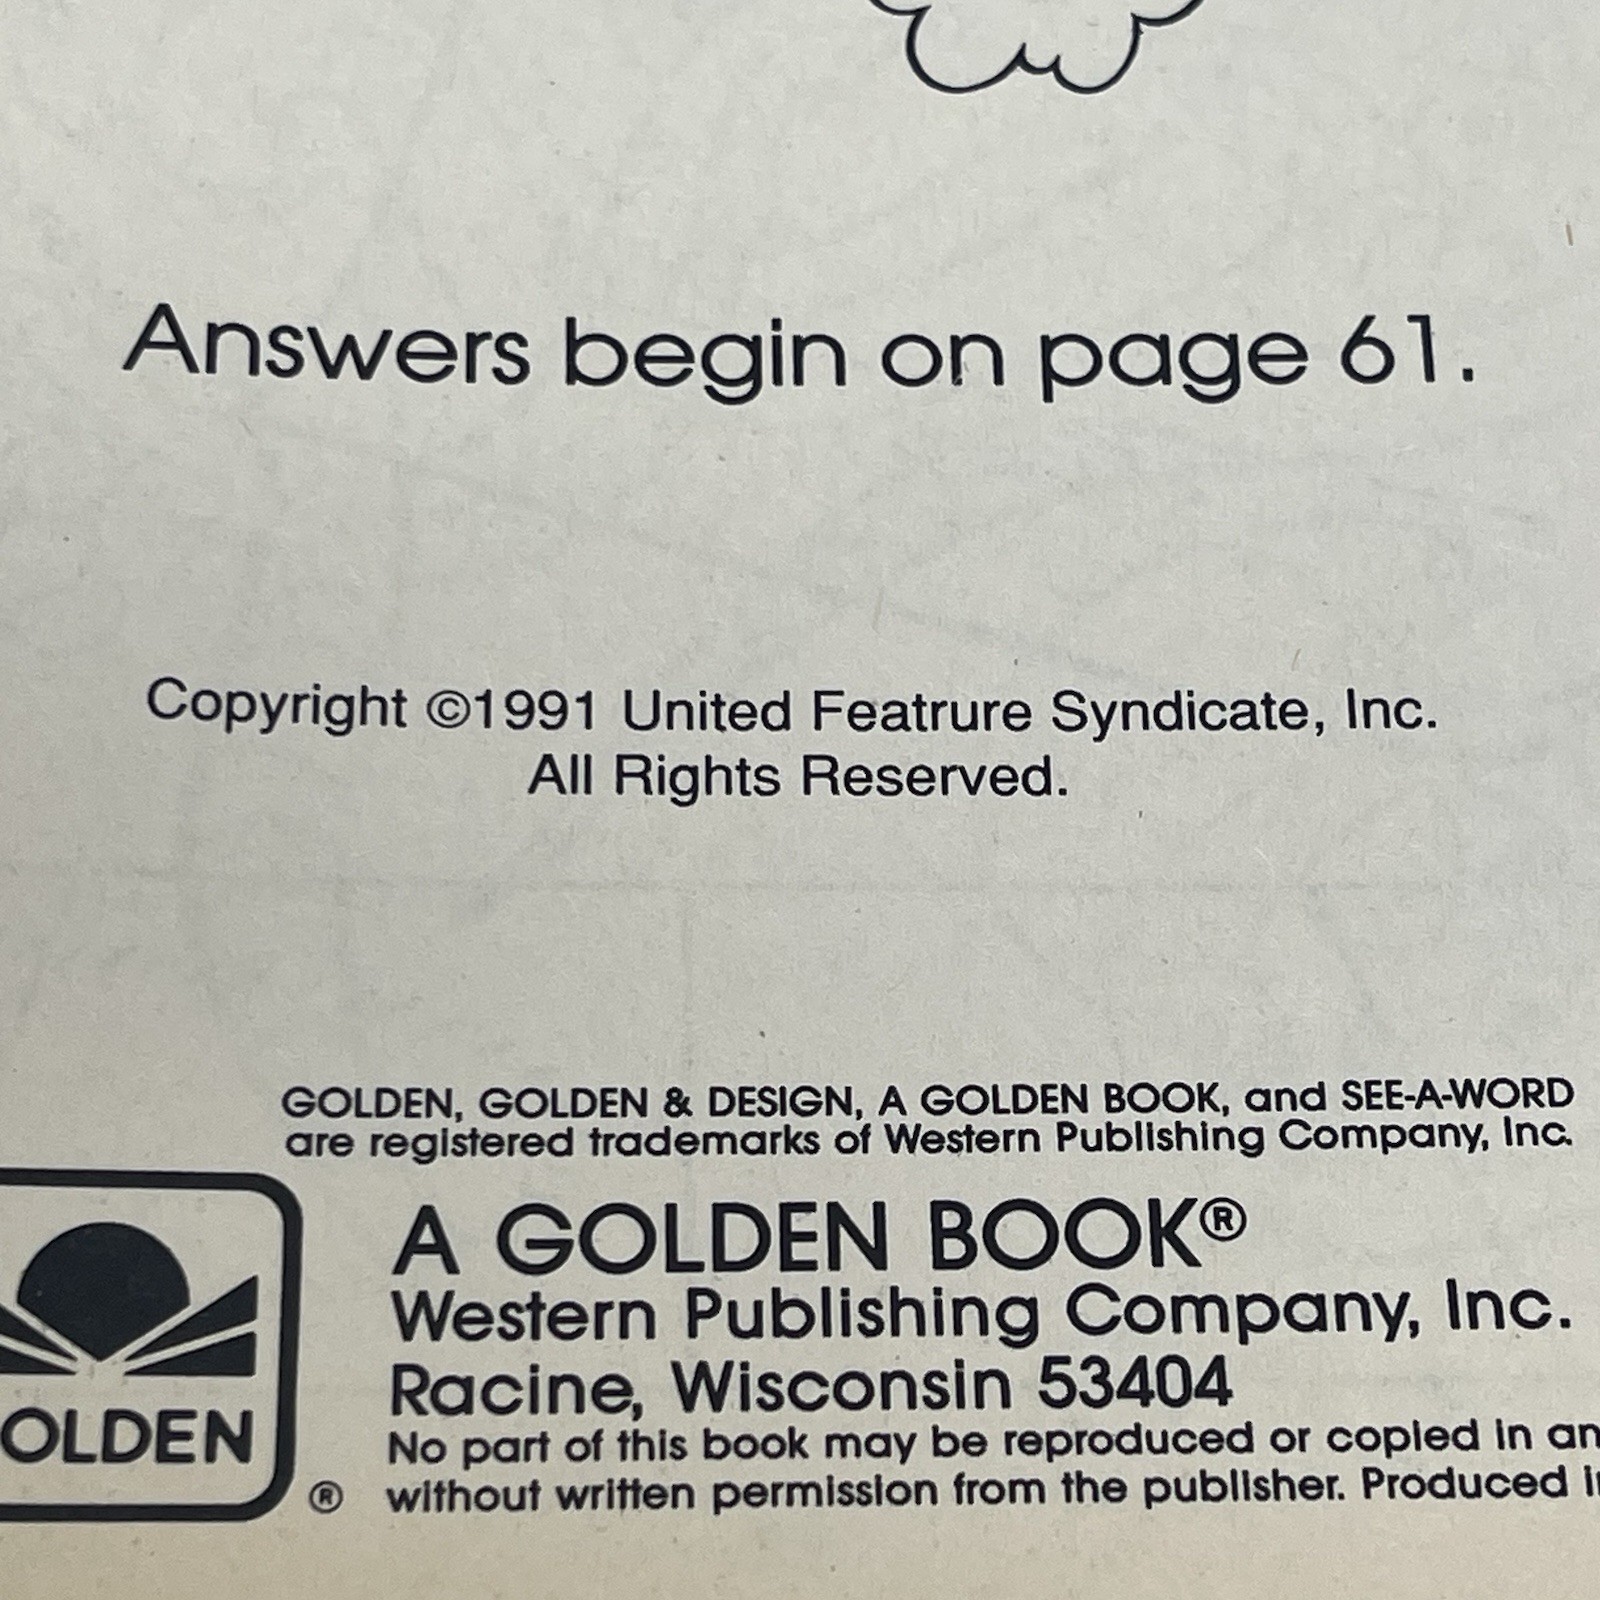 Answers begin on page 61.
Copyright ©1991 United Featrure Syndicate, Inc.
All Rights Reserved.
GOLDEN, GOLDEN & DESIGN, A GOLDEN BOOK, and SEE-A-WORD
are registered trademarks of Western Publishing Company, Inc.
A GOLDEN BOOK®
Western Publishing Company, Inc.
Racine, Wisconsin 53404
No part of this book may be reproduced or copied in an
without written permission from the publisher. Produced i
OLDEN
®